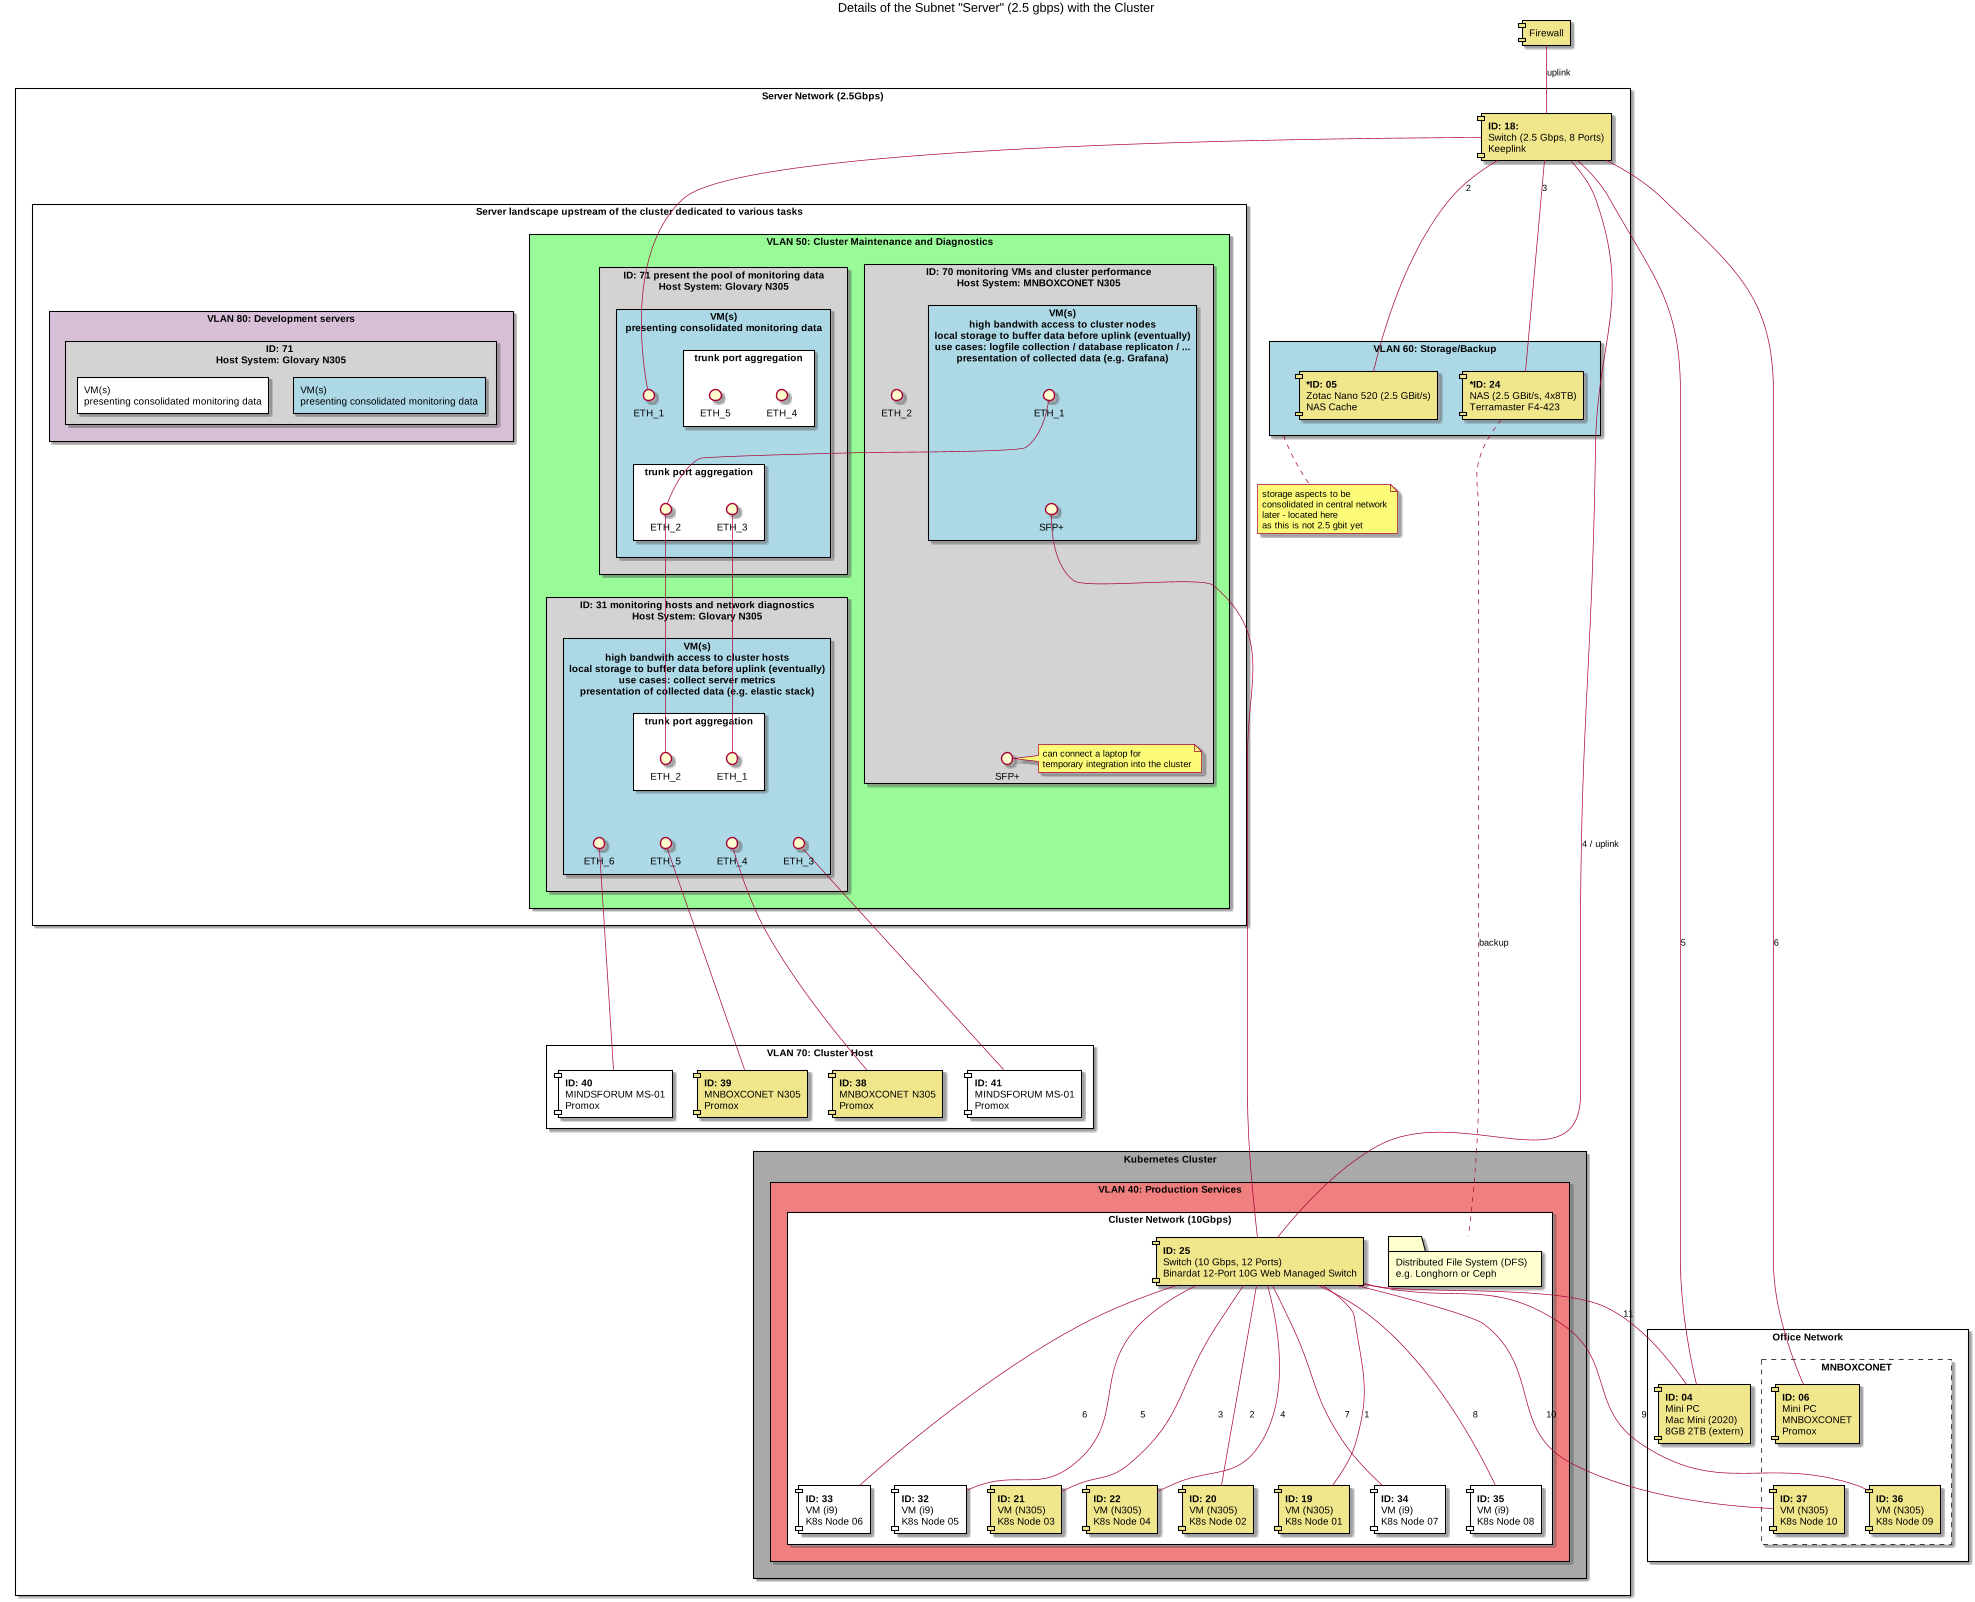 Details of the Subnet "Server" (2.5 gbps) with the Cluster
Firewall
uplink
Server Network (2.5Gbps)
ID: 18:
Switch (2.5 Gbps, 8 Ports)
Keeplink
2
3
Server landscape upstream of the cluster dedicated to various tasks
VLAN 50: Cluster Maintenance and Diagnostics
ID: 71 present the pool of monitoring data
Host System: Glovary N305
VM(s)
presenting consolidated monitoring data
trunk port aggregation
ETH_1
ETH_5
ETH_4
trunk port aggregation
ETH_2
ETH_3
ID: 70 monitoring VMs and cluster performance
Host System: MNBOXCONET N305
VM(s)
high bandwith access to cluster nodes
local storage to buffer data before uplink (eventually)
use cases: logfile collection / database replicaton / ...
presentation of collected data (e.g. Grafana)
ETH_2
ETH_1
SFP+
can connect a laptop for
temporary integration into the cluster
SFP+
VLAN 80: Development servers
ID: 71
Host System: Glovary N305
VM(s)
presenting consolidated monitoring data
VM(s)
presenting consolidated monitoring data
VLAN 60: Storage/Backup
*ID: 05
Zotac Nano 520 (2.5 GBit/s)
NAS Cache
*ID: 24
NAS (2.5 GBit/s, 4x8TB)
Terramaster F4-423
storage aspects to be
consolidated in central network
later - located here
as this is not 2.5 gbit yet
ID: 31 monitoring hosts and network diagnostics
Host System: Glovary N305
VM(s)
high bandwith access to cluster hosts
local storage to buffer data before uplink (eventually)
use cases: collect server metrics
presentation of collected data (e.g. elastic stack)
trunk port aggregation
ETH_2
ETH_1
ETH_6
ETH_5
ETH_4
ETH_3
4 / uplink
backup
5
6
VLAN 70: Cluster Host
ID: 40
MINDSFORUM MS-01
Promox
ID: 39
MNBOXCONET N305
Promox
ID: 38
MNBOXCONET N305
Promox
ID: 41
MINDSFORUM MS-01
Promox
Kubernetes Cluster
VLAN 40: Production Services
Cluster Network (10Gbps)
ID: 25
Switch (10 Gbps, 12 Ports)
Binardat 12-Port 10G Web Managed Switch
Distributed File System (DFS)
e.g. Longhorn or Ceph
11
Office Network
MNBOXCONET
ID: 04
Mini PC
Mac Mini (2020)
8GB 2TB (extern)
ID: 06
Mini PC
MNBOXCONET
Promox
6
5
3
2
4
7
1
8
10
9
ID: 33
VM (i9)
K8s Node 06
ID: 32
VM (i9)
K8s Node 05
ID: 21
VM (N305)
K8s Node 03
ID: 22
VM (N305)
K8s Node 04
ID: 20
VM (N305)
K8s Node 02
ID: 19
VM (N305)
K8s Node 01
ID: 34
VM (i9)
K8s Node 07
ID: 35
VM (i9)
K8s Node 08
ID: 37
VM (N305)
K8s Node 10
ID: 36
VM (N305)
K8s Node 09